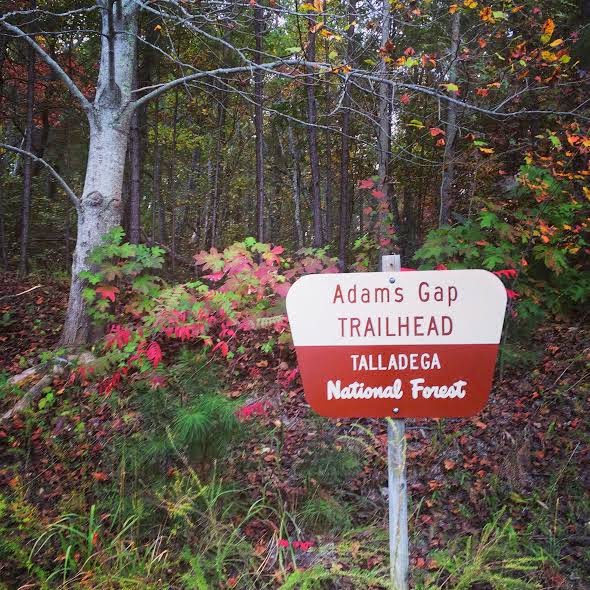 Adams Gap
TRAILHEAD
TALLADEGA
National Forest